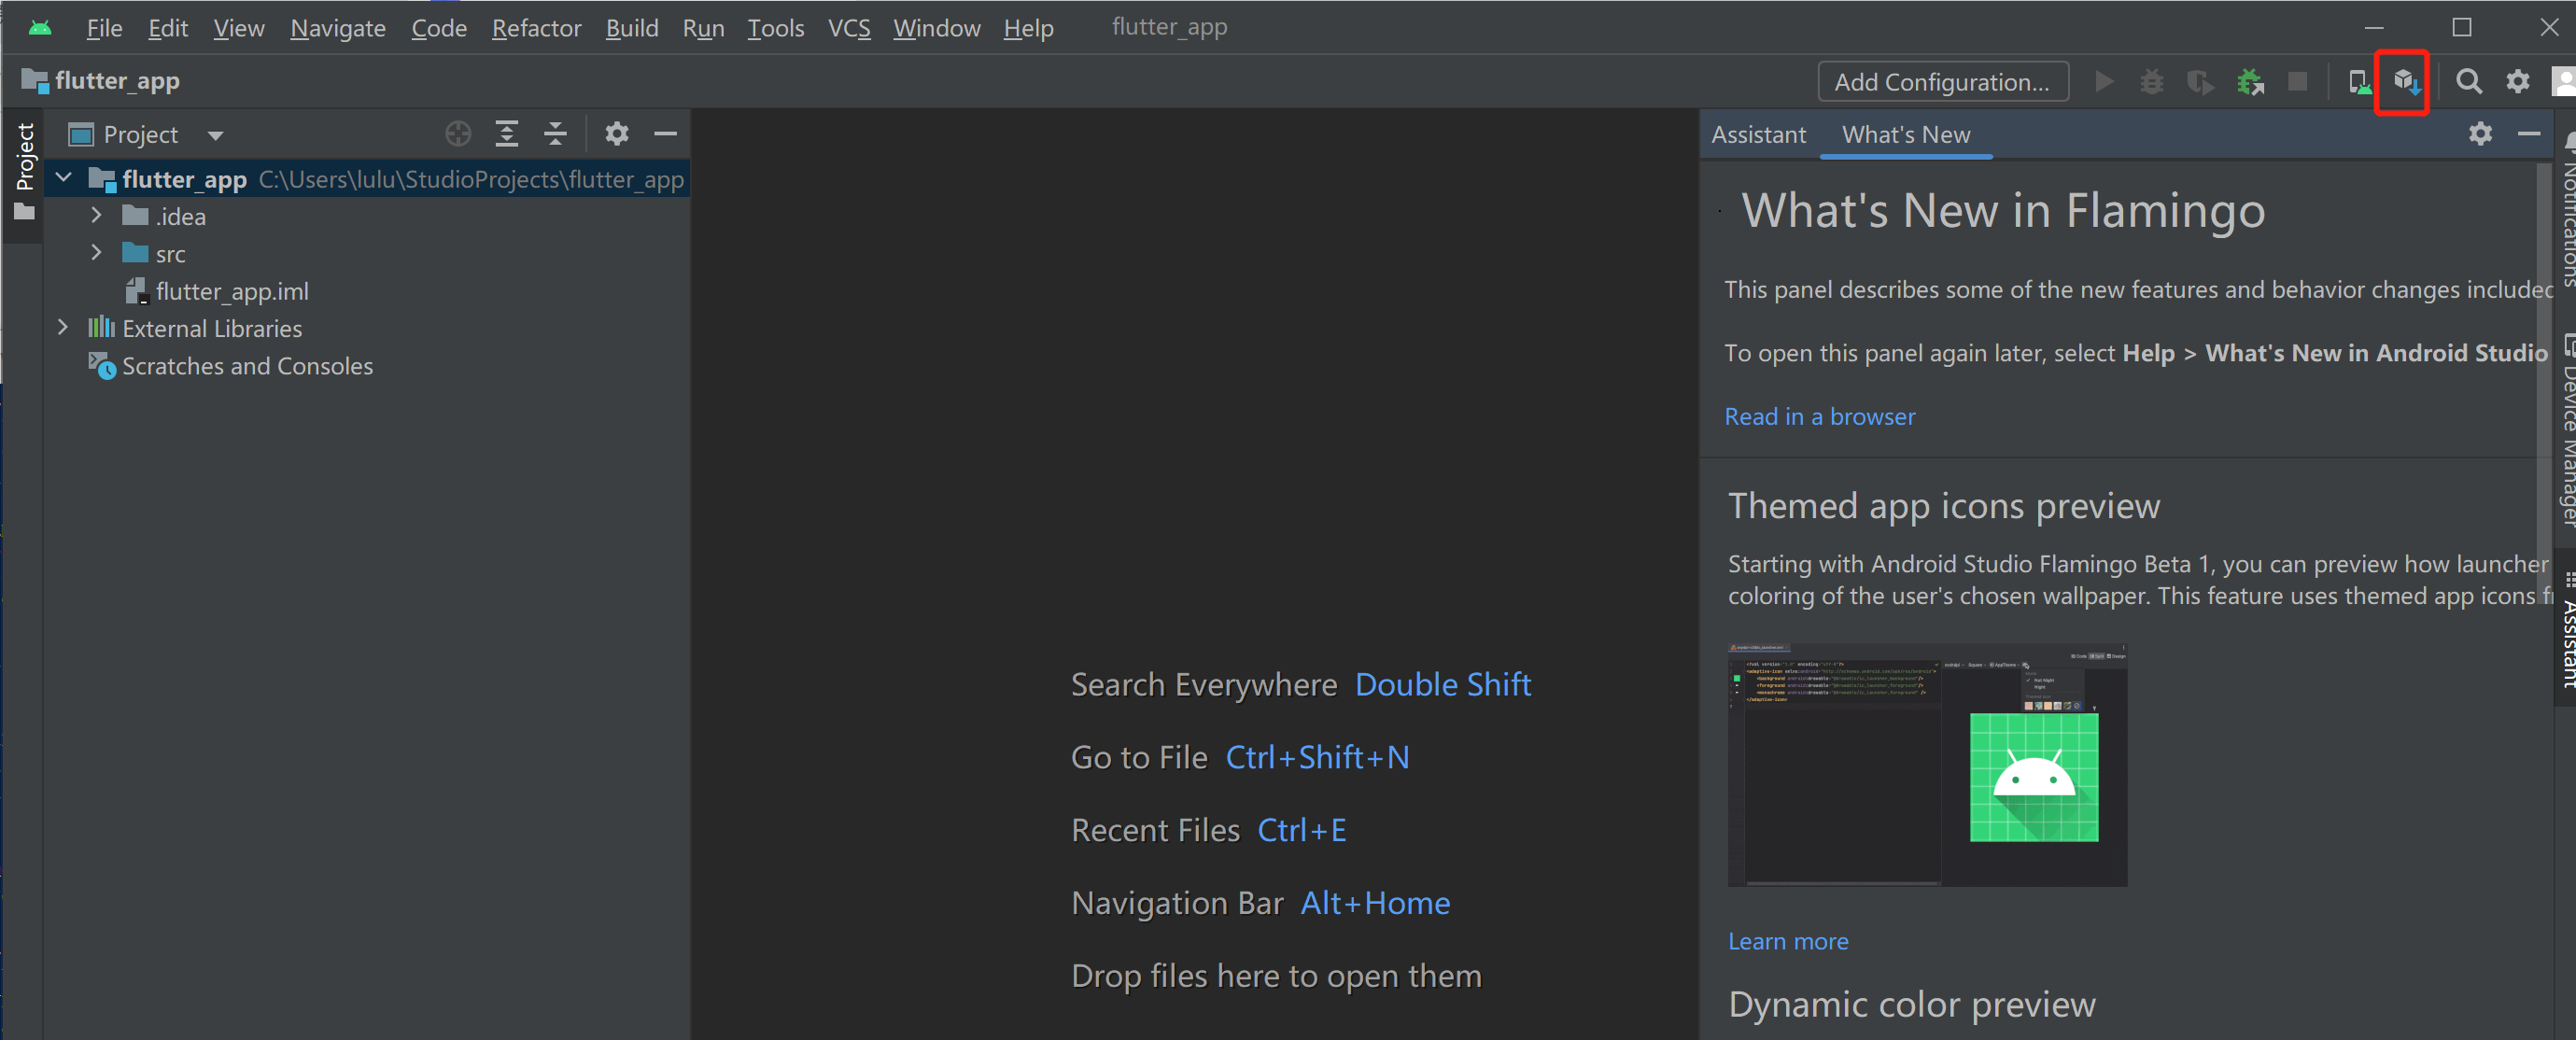 File Edit View Navigate Code Refactor Build Run Tools VCS Window Help flutter_app
flutter_app
Add Configuration...
Project
Project
flutter_app C:\Users\lulu\StudioProjects\flutter_app
.idea
src
flutter_app.iml
External Libraries
Scratches and Consoles
Search Everywhere Double Shift
Go to File Ctrl+Shift+N
Recent Files Ctrl+E
Navigation Bar Alt+Home
Drop files here to open them
Assistant What's New
What's New in Flamingo
This panel describes some of the new features and behavior changes included
To open this panel again later, select Help > What's New in Android Studio
Read in a browser
Themed app icons preview
Starting with Android Studio Flamingo Beta 1, you can preview how launcher
coloring of the user's chosen wallpaper. This feature uses themed app icons
Learn more
Dynamic color preview
Notifications
Device Manager
Assistant